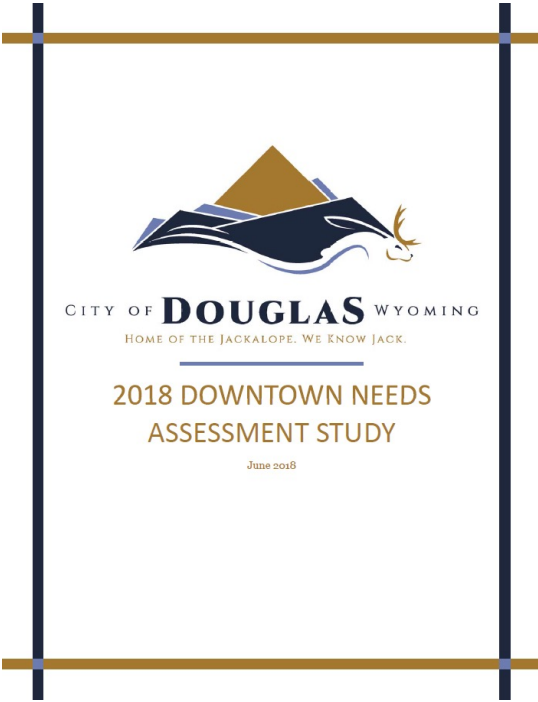 CITY OF DOUGLAS WYOMING
HOME OF THE JACKALOPE. WE KNOW JACK.
2018 DOWNTOWN NEEDS
ASSESSMENT STUDY
June 2018